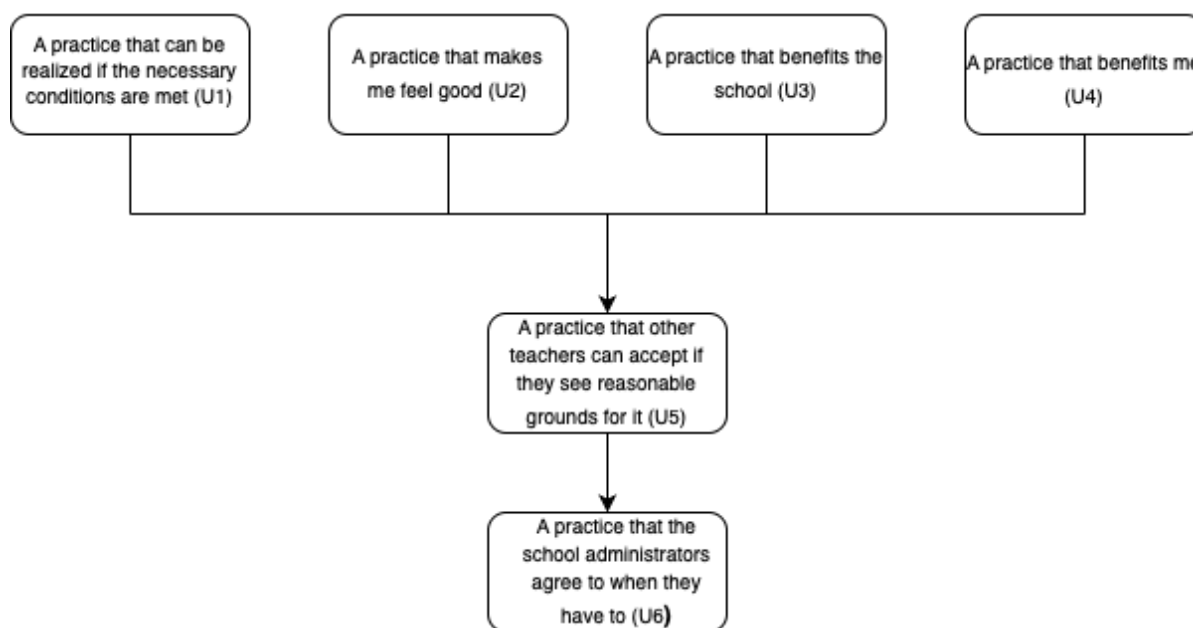 A practice that can be
realized if the necessary
conditions are met (U1)
A practice that makes
me feel good (U2)
A practice that benefits the
school (U3)
A practice that benefits me
(U4)
A practice that other
teachers can accept if
they see reasonable
grounds for it (U5)
A practice that the
school administrators
agree to when they
have to (U6)